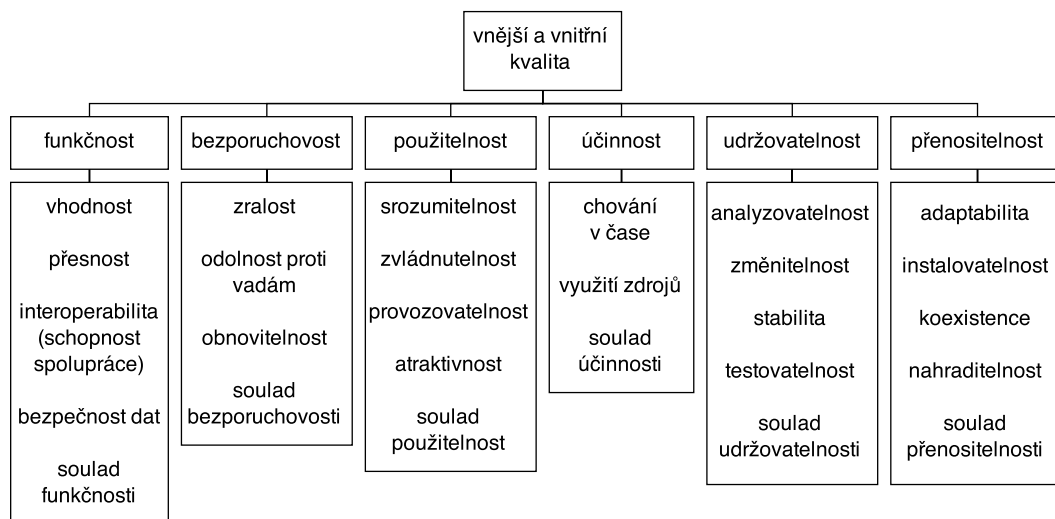 vnější a vnitřní
kvalita
funkčnost
vhodnost
přesnost
interoperabilita
(schopnost
spolupráce)
bezpečnost dat
soulad
funkčnosti
bezporuchovost
zralost
odolnost proti
vadám
obnovitelnost
soulad
bezporuchovosti
použitelnost
srozumitelnost
zvládnutelnost
provozovatelnost
atraktivnost
soulad
použitelnost
účinnost
chování
v čase
využití zdrojů
soulad
účinnosti
udržovatelnost
analyzovatelnost
změnitelnost
stabilita
testovatelnost
soulad
udržovatelnosti
přenositelnost
adaptabilita
instalovatelnost
koexistence
nahraditelnost
soulad
přenositelnosti